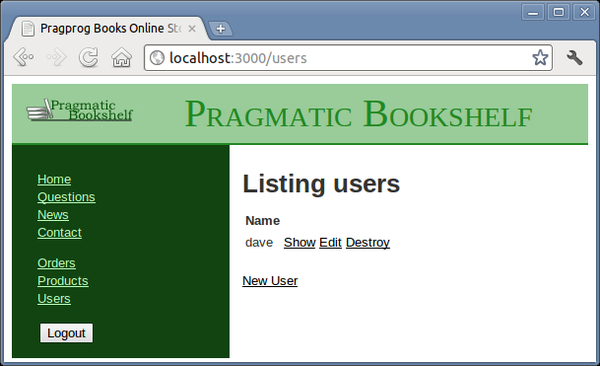 Pragprog Books Online Sto
localhost:3000/users
Pragmatic
Bookshelf
PRAGMATIC BOOKSHELF
Home
Questions
News
Contact
Orders
Products
Users
Logout
Listing users
Name
dave Show Edit Destroy
New User